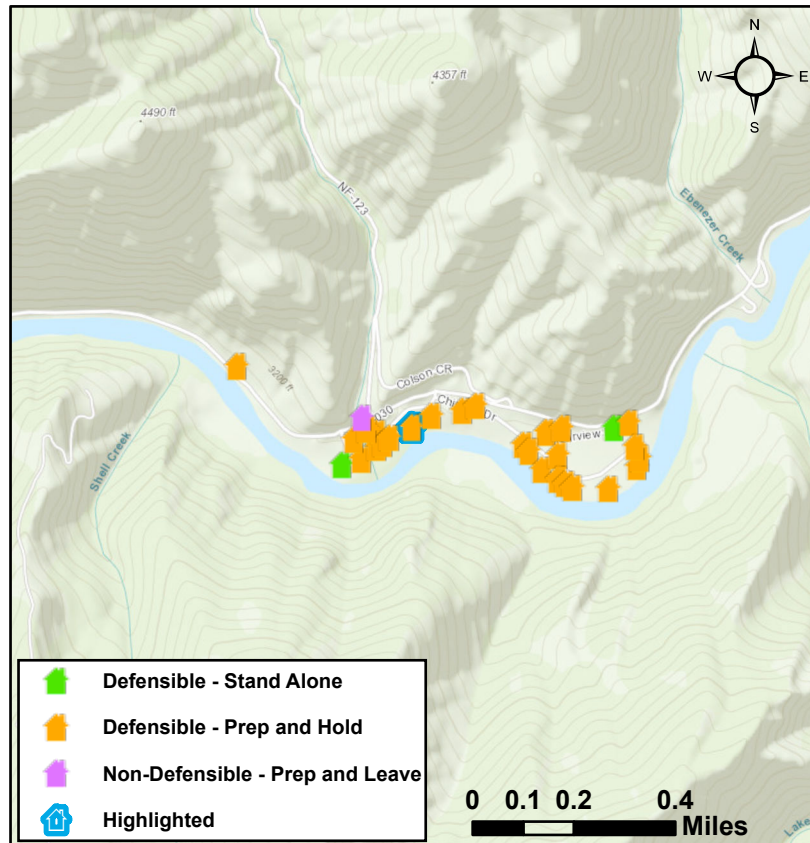 N
W E
S
4357 ft
4490 ft
NF-123
Ebenezer Creek
3200 ft
Colson CR
030
Dr
Shell Creek
Defensible - Stand Alone
Defensible - Prep and Hold
Non-Defensible - Prep and Leave
Highlighted
0 0.1 0.2 0.4
Miles